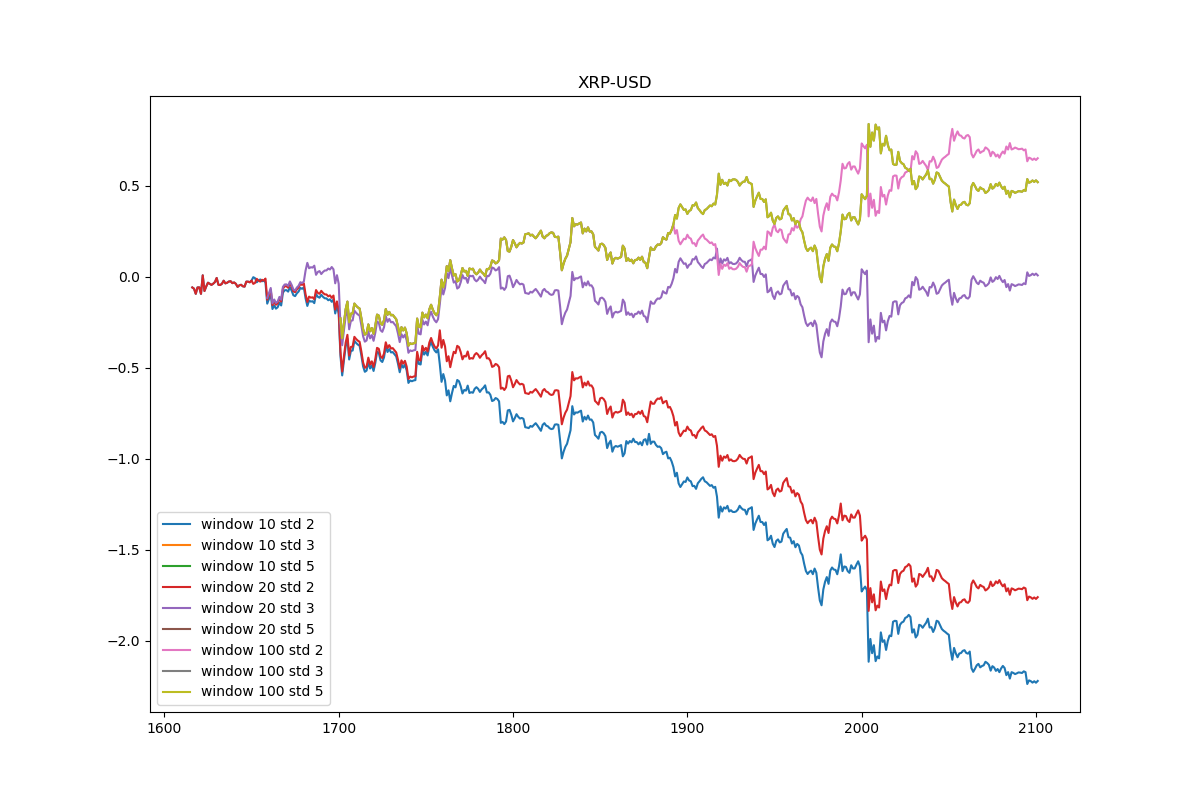 XRP-USD
0.5
0.0
−0.5
−1.0
−1.5
−2.0
window 10 std 2
window 10 std 3
window 10 std 5
window 20 std 2
window 20 std 3
window 20 std 5
window 100 std 2
window 100 std 3
window 100 std 5
1600 1700 1800 1900 2000 2100